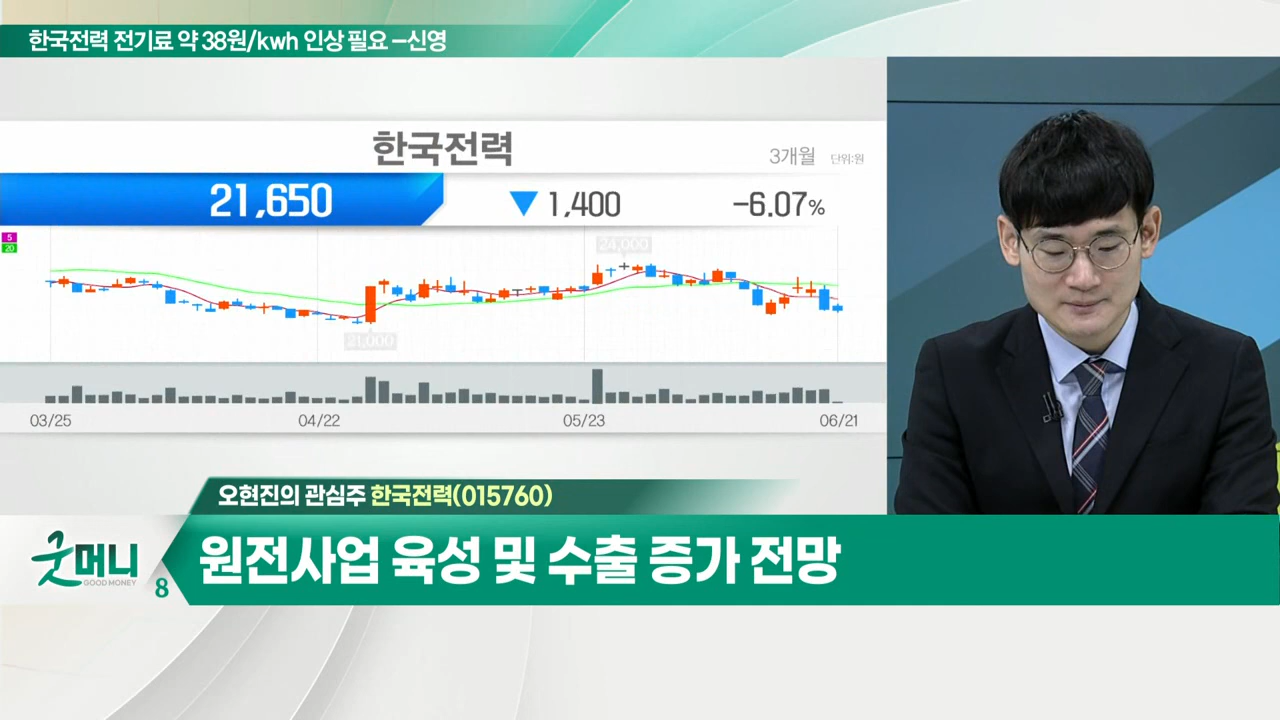 한국전력 전기료 약 38원/kwh 인상 필요 –신영
한국전력
3개월 단위:원
21,650 ▼ 1,400 -6.07%
5
20
24,000
21,000
03/25 04/22 05/23 06/21
오현진의 관심주 한국전력(015760)
원전사업 육성 및 수출 증가 전망
굿머니
GOOD MONEY
8